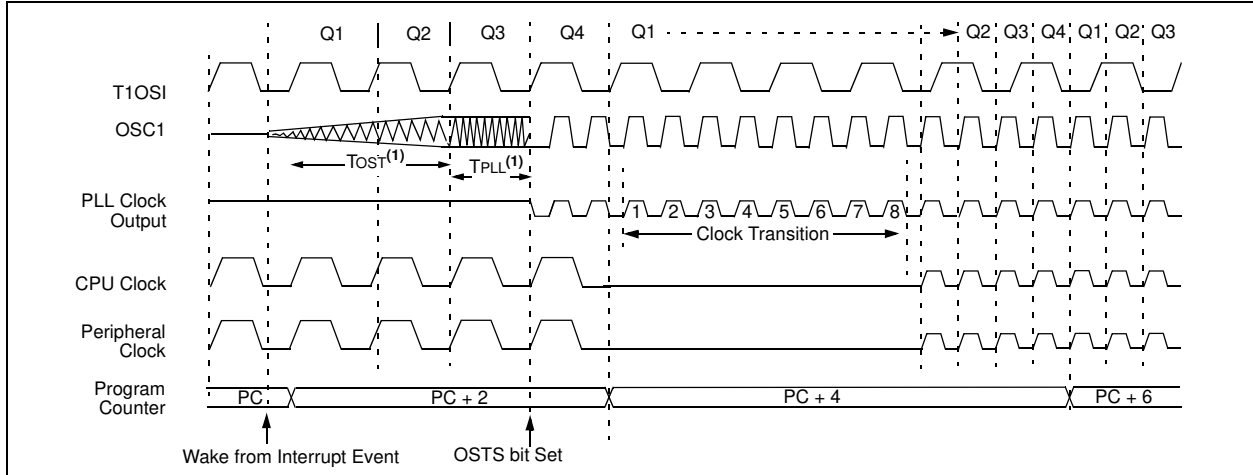 Q1 Q2 Q3 Q4 Q1 Q2 Q3 Q4 Q1 Q2 Q3
T1OSI
OSC1
TOST(1)
TPLL(1)
PLL Clock
Output
1 2 3 4 5 6 7 8
Clock Transition
CPU Clock
Peripheral
Clock
Program
Counter
PC PC + 2 PC + 4 PC + 6
Wake from Interrupt Event
OSTS bit Set